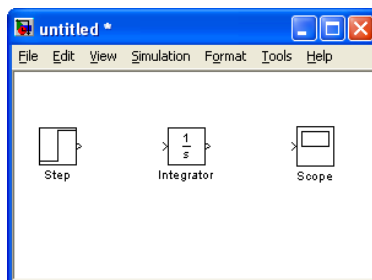 untitled *
File Edit View Simulation Format Tools Help
1
s
Step Integrator Scope